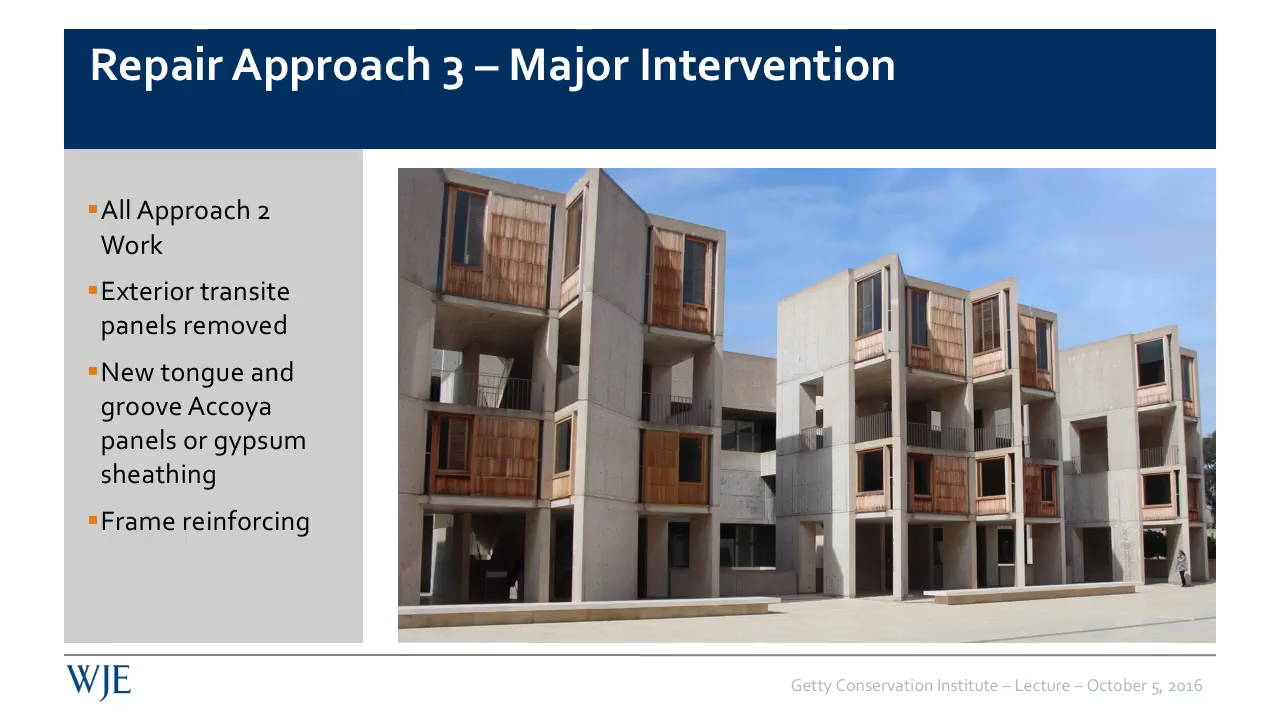 Repair Approach 3 – Major Intervention
▪All Approach 2
Work
▪Exterior transite
panels removed
▪New tongue and
groove Accoya
panels or gypsum
sheathing
▪Frame reinforcing
WJE
Getty Conservation Institute – Lecture – October 5, 2016